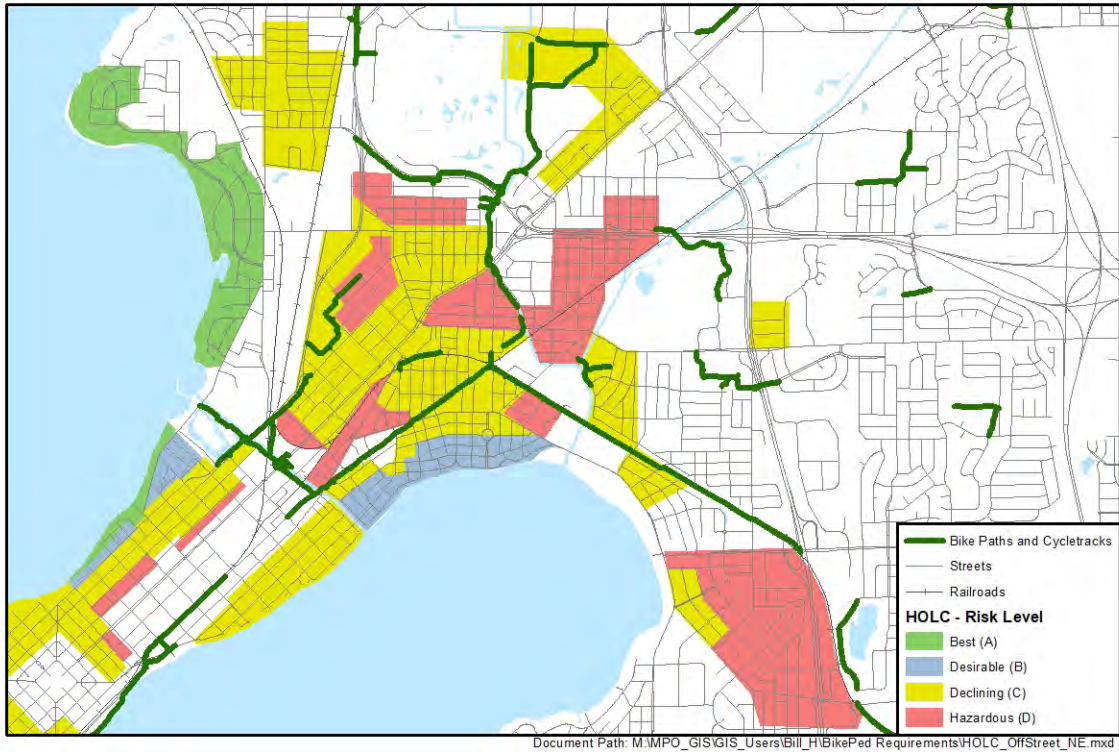 Bike Paths and Cycletracks
Streets
Railroads
HOLC - Risk Level
Best (A)
Desirable (B)
Declining (C)
Hazardous (D)
Document Path: M:\MPO_GIS\GIS_Users\Bill_H\BikePed Requirements\HOLC_OffStreet_NE.mxd